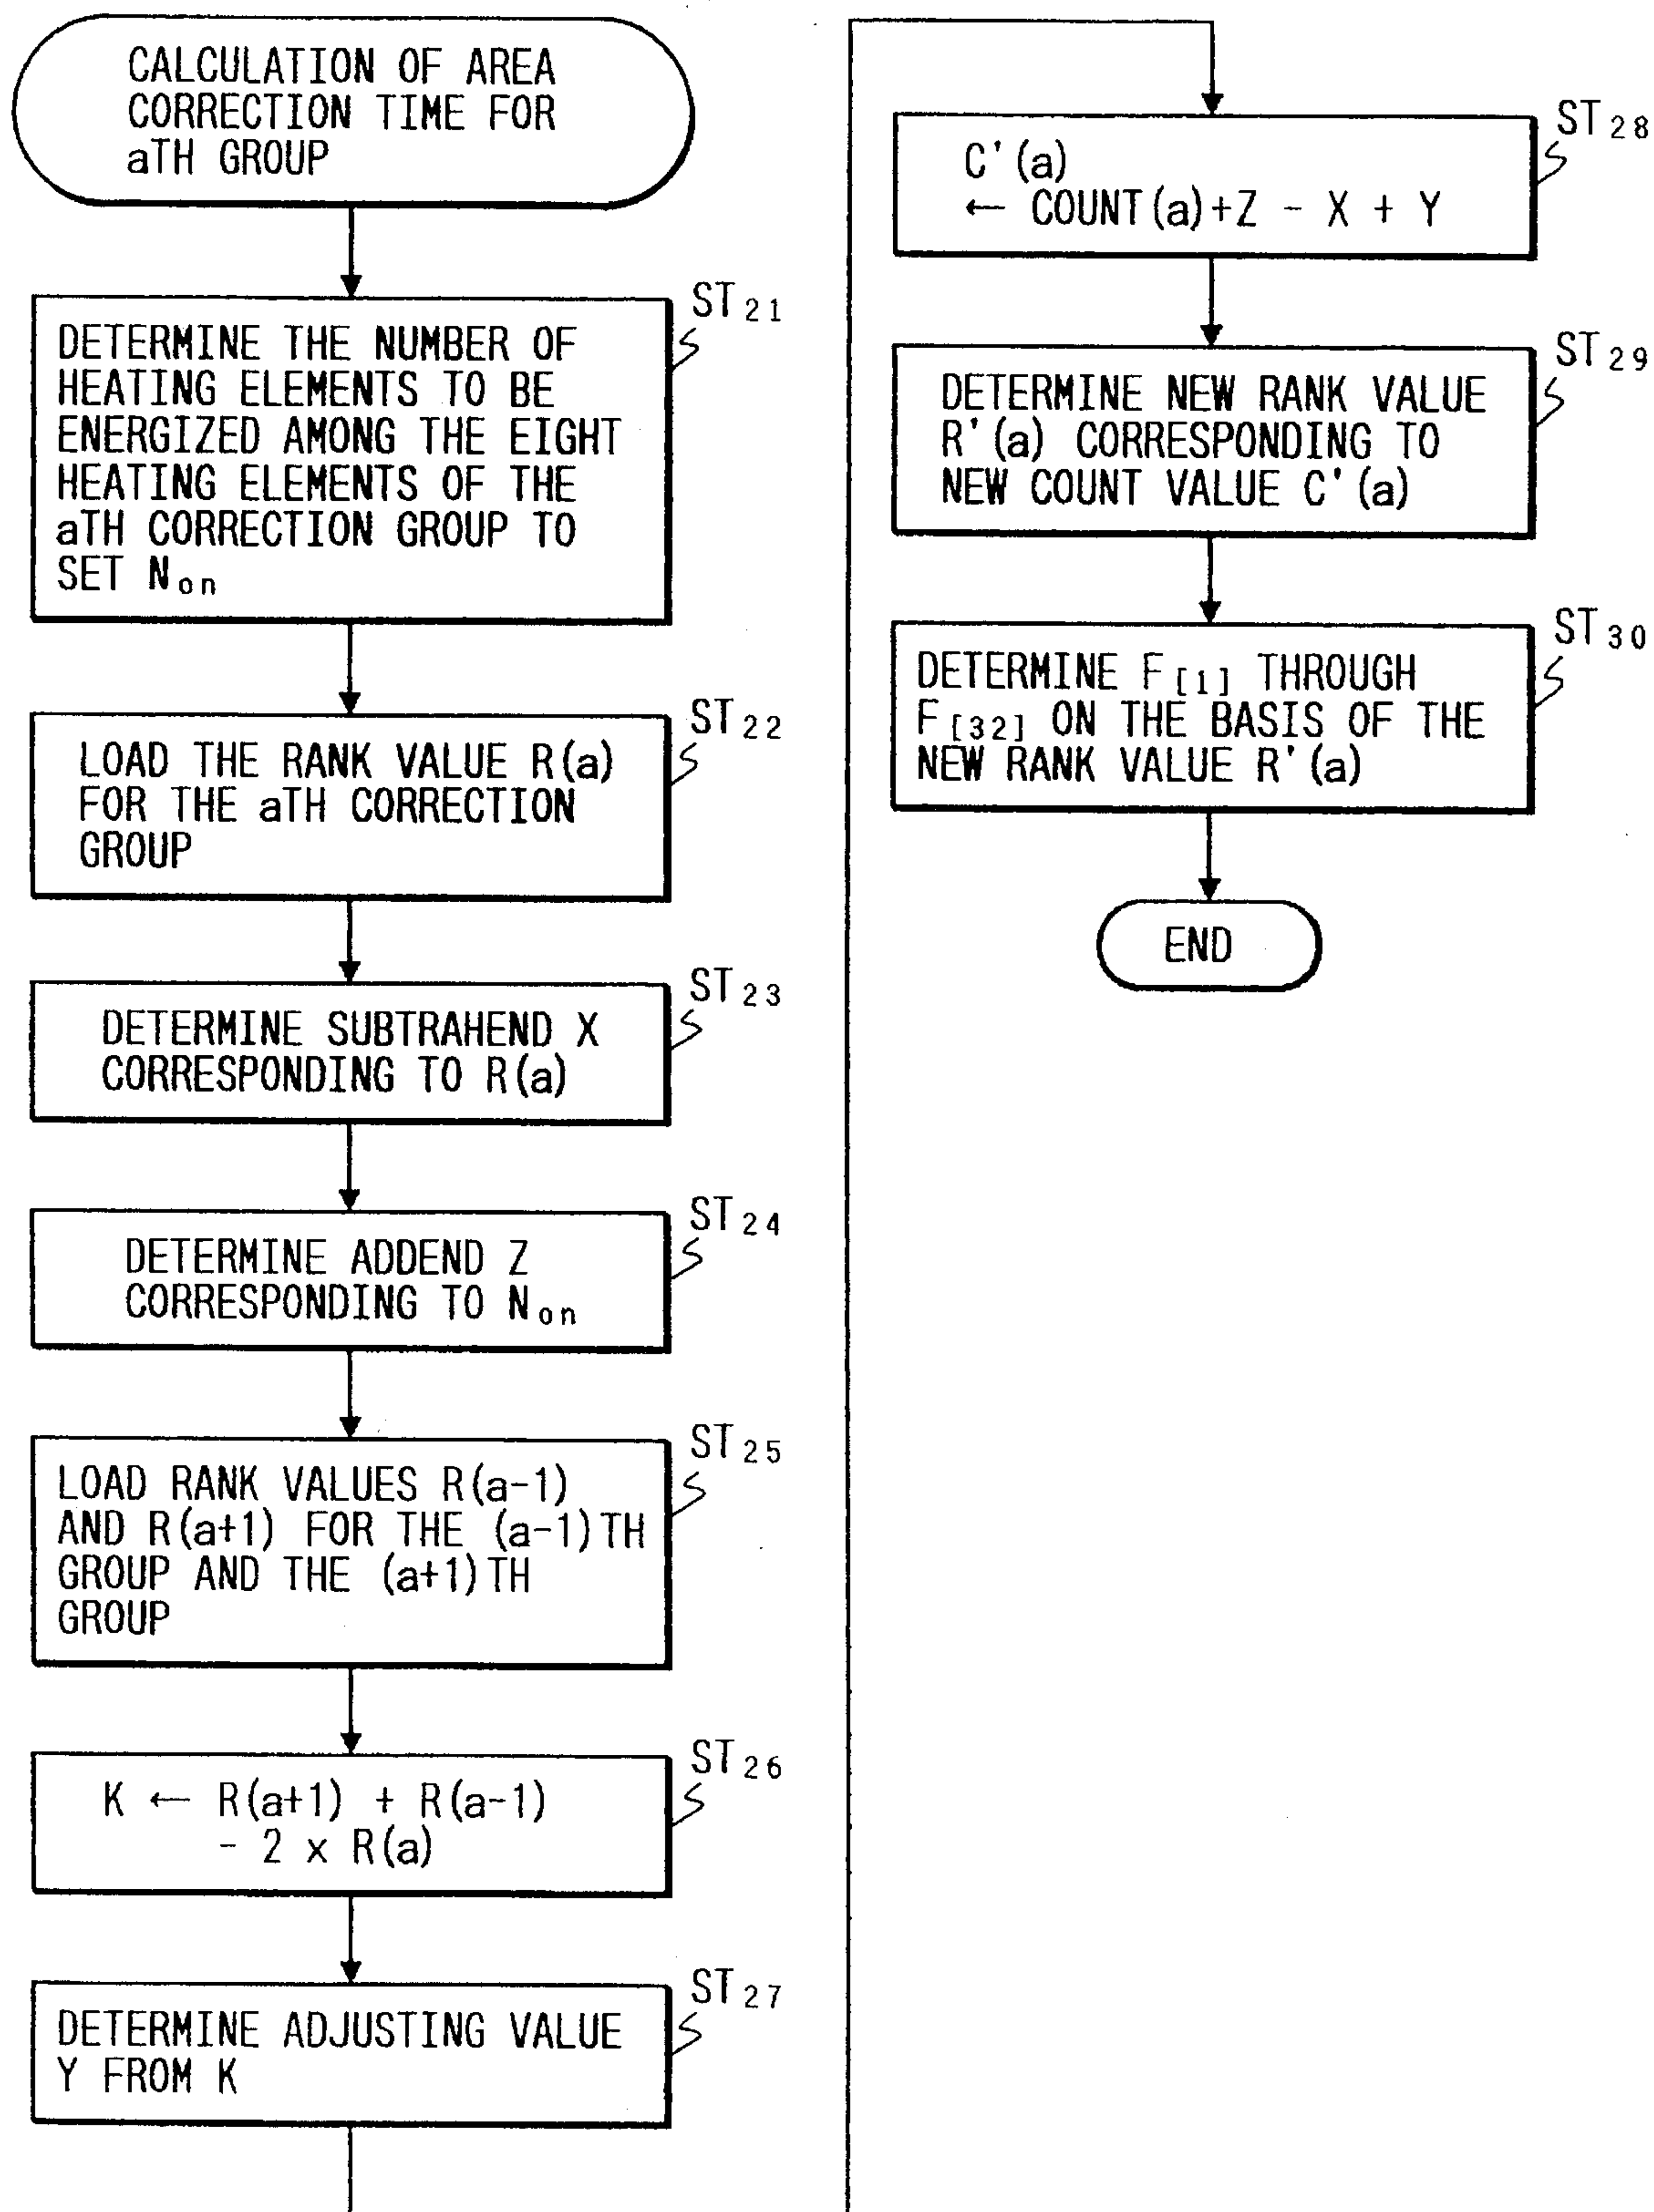 CALCULATION OF AREA
CORRECTION TIME FOR
aTH GROUP
ST21
DETERMINE THE NUMBER OF
HEATING ELEMENTS TO BE
ENERGIZED AMONG THE EIGHT
HEATING ELEMENTS OF THE
aTH CORRECTION GROUP TO
SET Non
ST22
LOAD THE RANK VALUE R(a)
FOR THE aTH CORRECTION
GROUP
ST23
DETERMINE SUBTRAHEND X
CORRESPONDING TO R(a)
ST24
DETERMINE ADDEND Z
CORRESPONDING TO Non
ST25
LOAD RANK VALUES R(a-1)
AND R(a+1) FOR THE (a-1)TH
GROUP AND THE (a+1)TH
GROUP
ST26
K ← R(a+1) + R(a-1)
- 2 x R(a)
ST27
DETERMINE ADJUSTING VALUE
Y FROM K
ST28
C'(a)
← COUNT(a)+Z - X + Y
ST29
DETERMINE NEW RANK VALUE
R'(a) CORRESPONDING TO
NEW COUNT VALUE C'(a)
ST30
DETERMINE F[1] THROUGH
F[32] ON THE BASIS OF THE
NEW RANK VALUE R'(a)
END